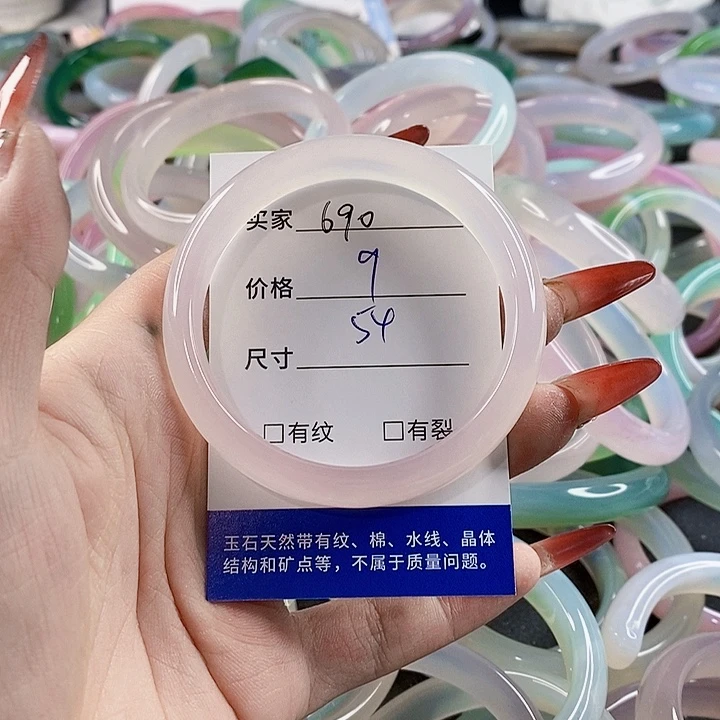 买家 690
价格 9
尺寸 54
□有纹 □有裂
玉石天然带有纹、棉、水线、晶体
结构和矿点等，不属于质量问题。